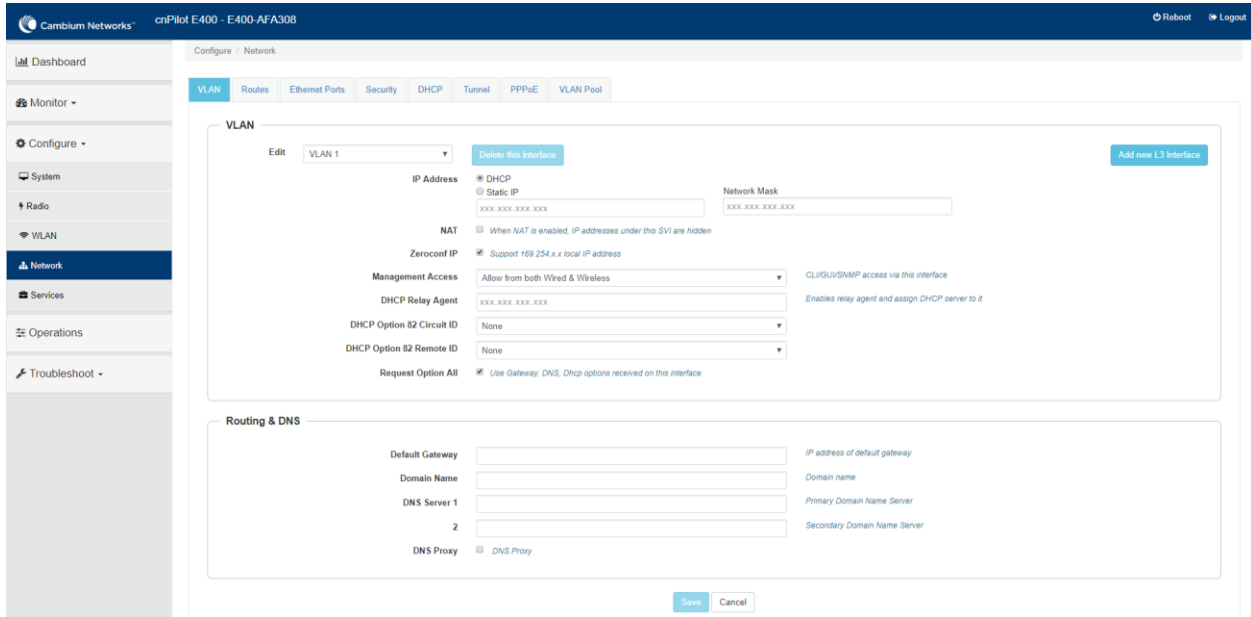 Cambium Networks™ cnPilot E400 - E400-AFA308 Reboot Logout
Configure / Network
Dashboard
Monitor
Configure
System
Radio
WLAN
Network
Services
Operations
Troubleshoot
VLAN Routes Ethernet Ports Security DHCP Tunnel PPPoE VLAN Pool
VLAN
Edit VLAN 1 Delete this interface Add new L3 Interface
IP Address DHCP
Static IP Network Mask
xxx.xxx.xxx.xxx xxx.xxx.xxx.xxx
NAT When NAT is enabled, IP addresses under this SVI are hidden
Zeroconf IP Support 169.254.x.x local IP address
Management Access Allow from both Wired & Wireless CLI/GUI/SNMP access via this interface
DHCP Relay Agent xxx.xxx.xxx.xxx Enables relay agent and assign DHCP server to it
DHCP Option 82 Circuit ID None
DHCP Option 82 Remote ID None
Request Option All Use Gateway, DNS, Dhcp options received on this interface
Routing & DNS
Default Gateway IP address of default gateway
Domain Name Domain name
DNS Server 1 Primary Domain Name Server
2 Secondary Domain Name Server
DNS Proxy DNS Proxy
Save Cancel